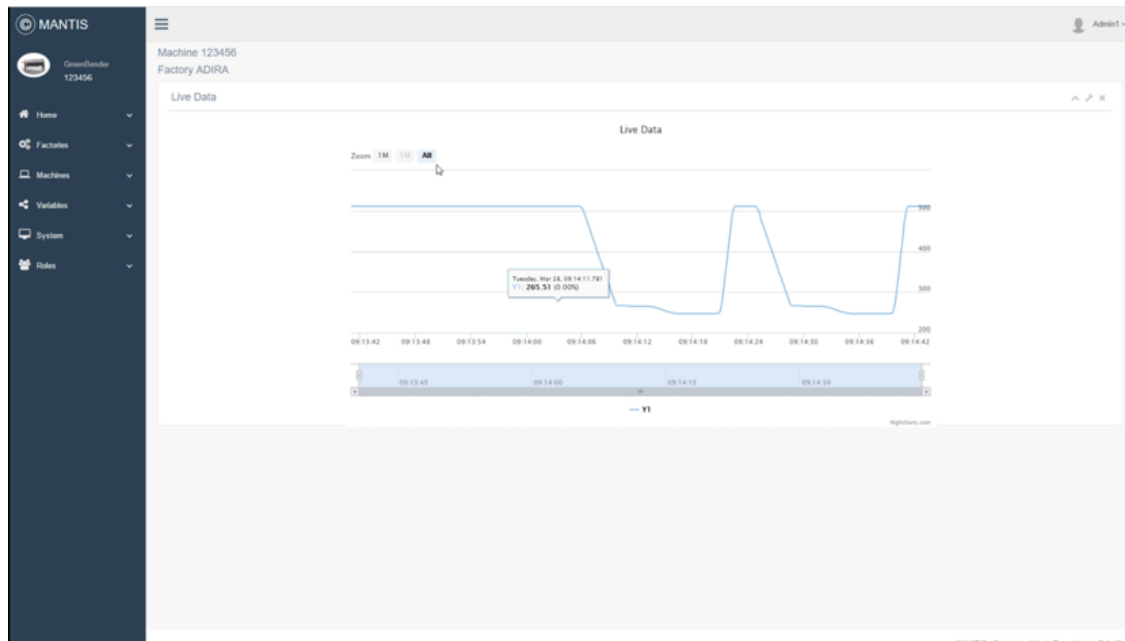 MANTIS
GreenBender
123456
Home
Factories
Machines
Variables
System
Roles
Admin1
Machine 123456
Factory ADIRA
Live Data
Live Data
Zoom 1M 5M All
500
400
300
200
Tuesday, Mar 28, 09:14:11.781
Y1: 265.51 (0.00%)
09:13:42 09:13:48 09:13:54 09:14:00 09:14:06 09:14:12 09:14:18 09:14:24 09:14:30 09:14:36 09:14:42
09:13:45 09:14:00 09:14:15 09:14:30
Y1
Highcharts.com